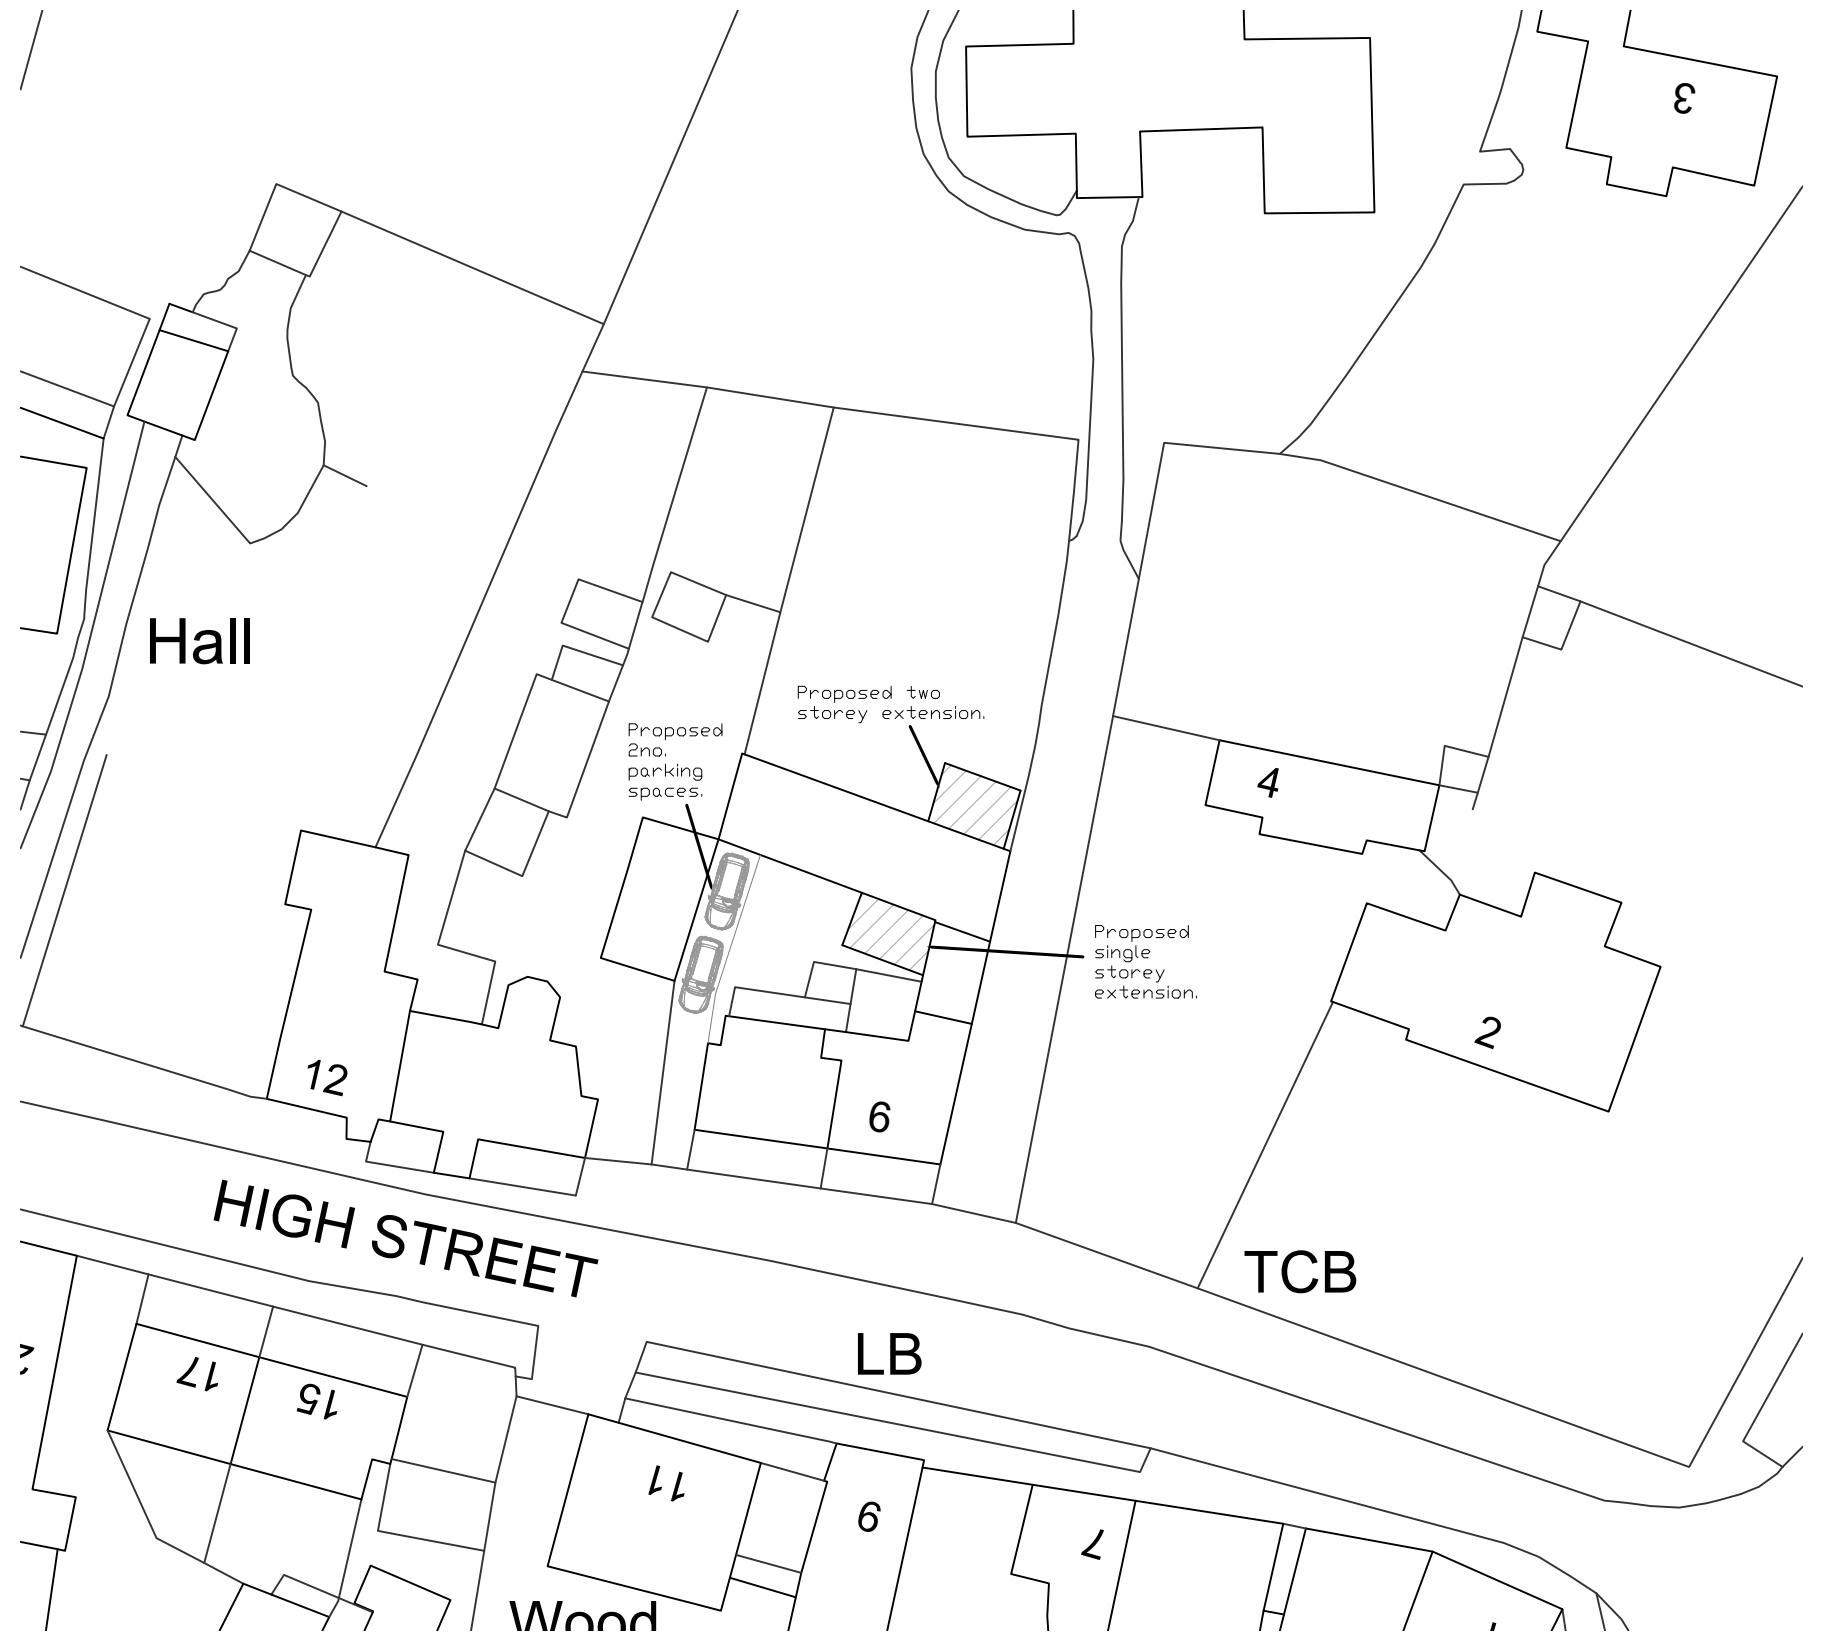 3
Hall
Proposed two
storey extension.
Proposed
2no.
parking
spaces.
4
Proposed
single
storey
extension.
2
12
6
HIGH STREET
TCB
LB
17
15
11
9
7
Wood